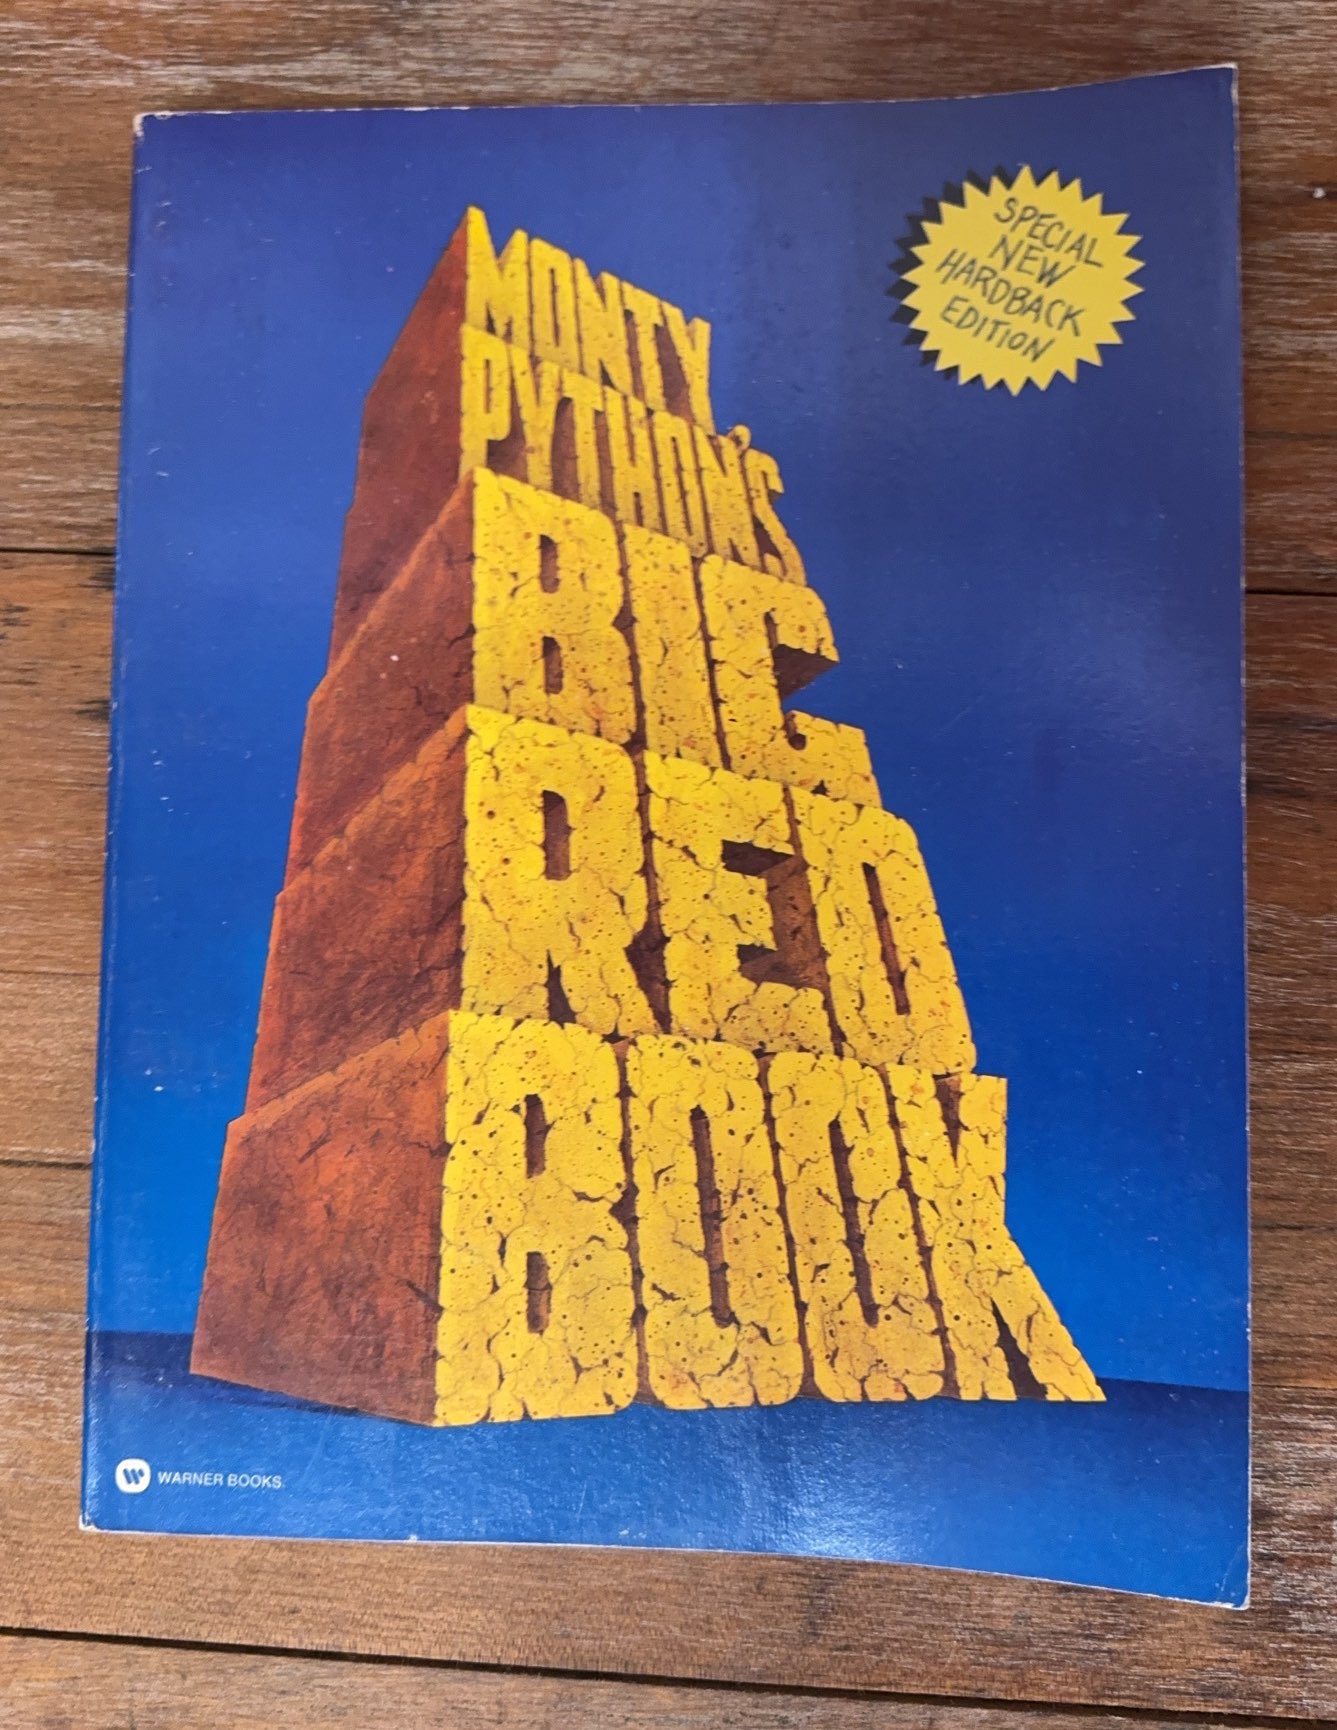 SPECIAL
NEW
HARDBACK
EDITION
MONTY
PYTHON'S
BIG
RED
BOOK
W WARNER BOOKS